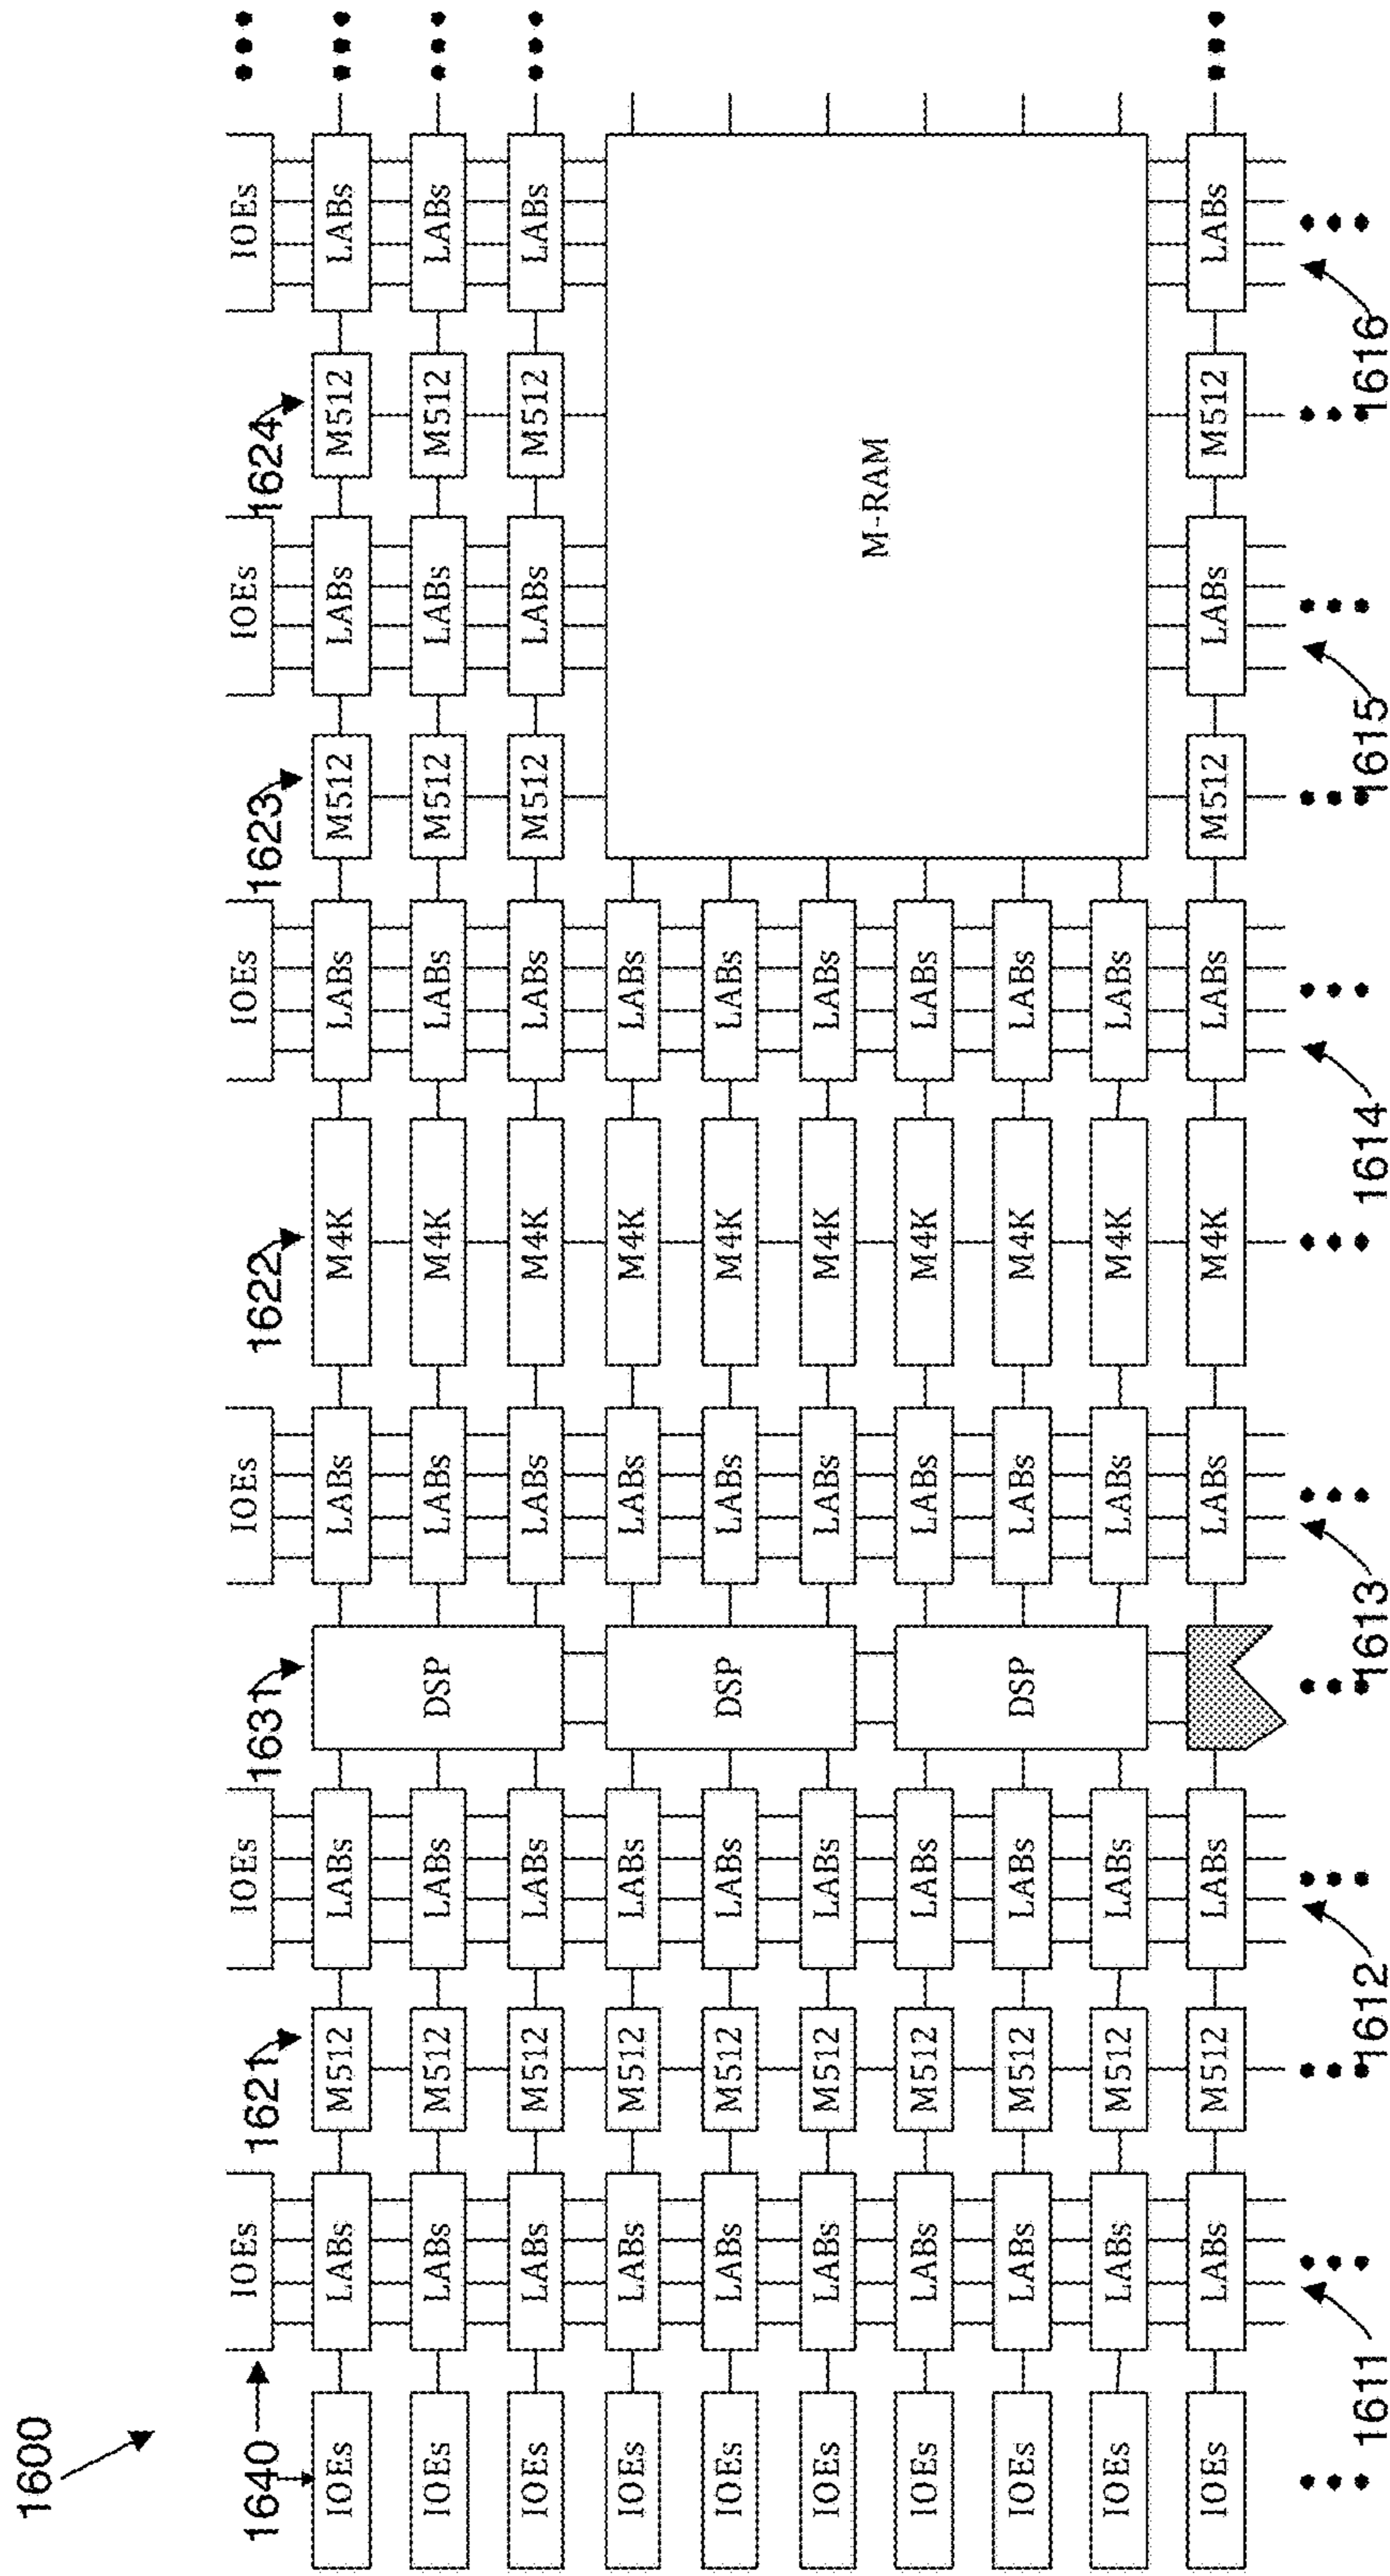 1600
1640 1621 1631 1622 1623 1624
IOEs IOEs IOEs IOEs IOEs IOEs
IOEs LABs M512 LABs LABs M4K LABs M512 LABs M512 LABs
IOEs LABs M512 LABs DSP LABs M4K LABs M512 LABs M512 LABs
IOEs LABs M512 LABs LABs M4K LABs M512 LABs M512 LABs
IOEs LABs M512 LABs LABs M4K LABs
IOEs LABs M512 LABs DSP LABs M4K LABs
IOEs LABs M512 LABs LABs M4K LABs
M-RAM
IOEs LABs M512 LABs LABs M4K LABs
IOEs LABs M512 LABs DSP LABs M4K LABs
IOEs LABs M512 LABs LABs M4K LABs
IOEs LABs M512 LABs LABs M4K LABs M512 LABs M512 LABs
1611 1612 1613 1614 1615 1616